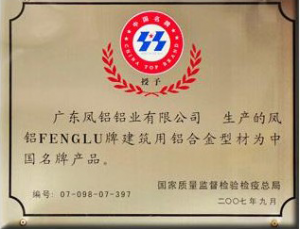 中国名牌
CHINA TOP BRAND
授予
广东凤铝铝业有限公司 生产的凤
铝FENGLU牌建筑用铝合金型材为中
国名牌产品。
国家质量监督检验检疫总局
编号：07-098-07-397
二〇〇七年九月